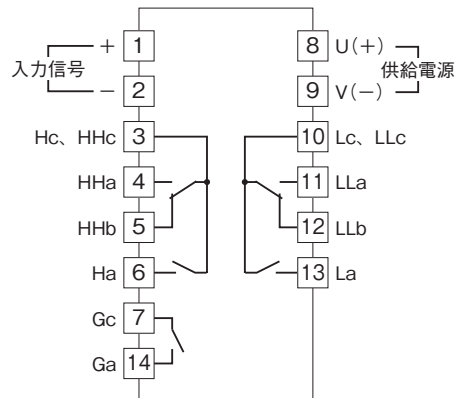 + 1
入力信号
− 2
Hc、HHc 3
HHa 4
HHb 5
Ha 6
Gc 7
Ga 14
8 U(+)
供給電源
9 V(−)
10 Lc、LLc
11 LLa
12 LLb
13 La